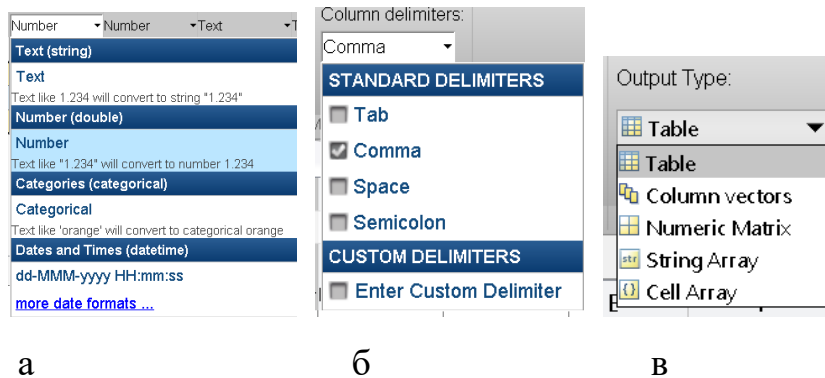 Number Number Text
Text (string)
Text
Text like 1.234 will convert to string "1.234"
Number (double)
Number
Text like "1.234" will convert to number 1.234
Categories (categorical)
Categorical
Text like 'orange' will convert to categorical orange
Dates and Times (datetime)
dd-MMM-yyyy HH:mm:ss
more date formats ...
а
Column delimiters:
Comma
STANDARD DELIMITERS
Tab
Comma
Space
Semicolon
CUSTOM DELIMITERS
Enter Custom Delimiter
б
Output Type:
Table
Table
Column vectors
Numeric Matrix
str String Array
{} Cell Array
в